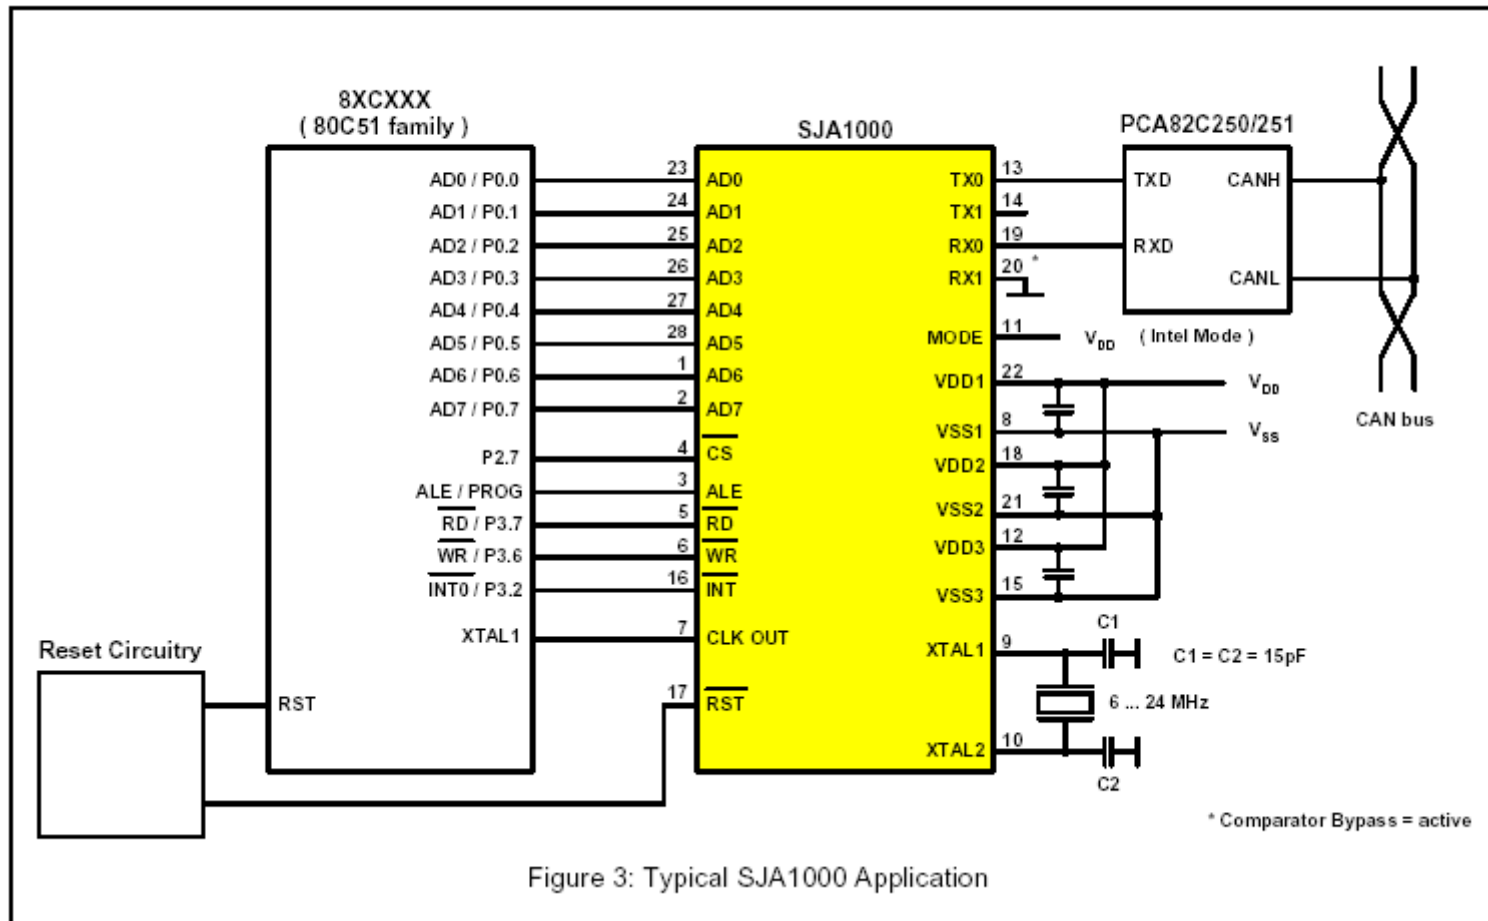 8XCXXX
( 80C51 family )
SJA1000
PCA82C250/251
AD0 / P0.0
23
AD0
TX0
13
TXD
CANH
AD1 / P0.1
24
AD1
TX1
14
AD2 / P0.2
25
AD2
RX0
19
RXD
AD3 / P0.3
26
AD3
RX1
20 *
CANL
AD4 / P0.4
27
AD4
MODE
11
VDD ( Intel Mode )
AD5 / P0.5
28
AD5
AD6 / P0.6
1
AD6
VDD1
22
VDD
AD7 / P0.7
2
AD7
CAN bus
VSS1
8
VSS
P2.7
4
CS
VDD2
18
ALE / PROG
3
ALE
VSS2
21
RD / P3.7
5
RD
VDD3
12
WR / P3.6
6
WR
INT0 / P3.2
16
INT
VSS3
15
XTAL1
7
CLK OUT
XTAL1
9
C1
C1 = C2 = 15pF
Reset Circuitry
RST
17
RST
6 ... 24 MHz
XTAL2
10
C2
* Comparator Bypass = active
Figure 3: Typical SJA1000 Application